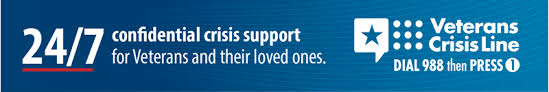 24/7
confidential crisis support
for Veterans and their loved ones.
Veterans
Crisis Line
DIAL 988 then PRESS 1